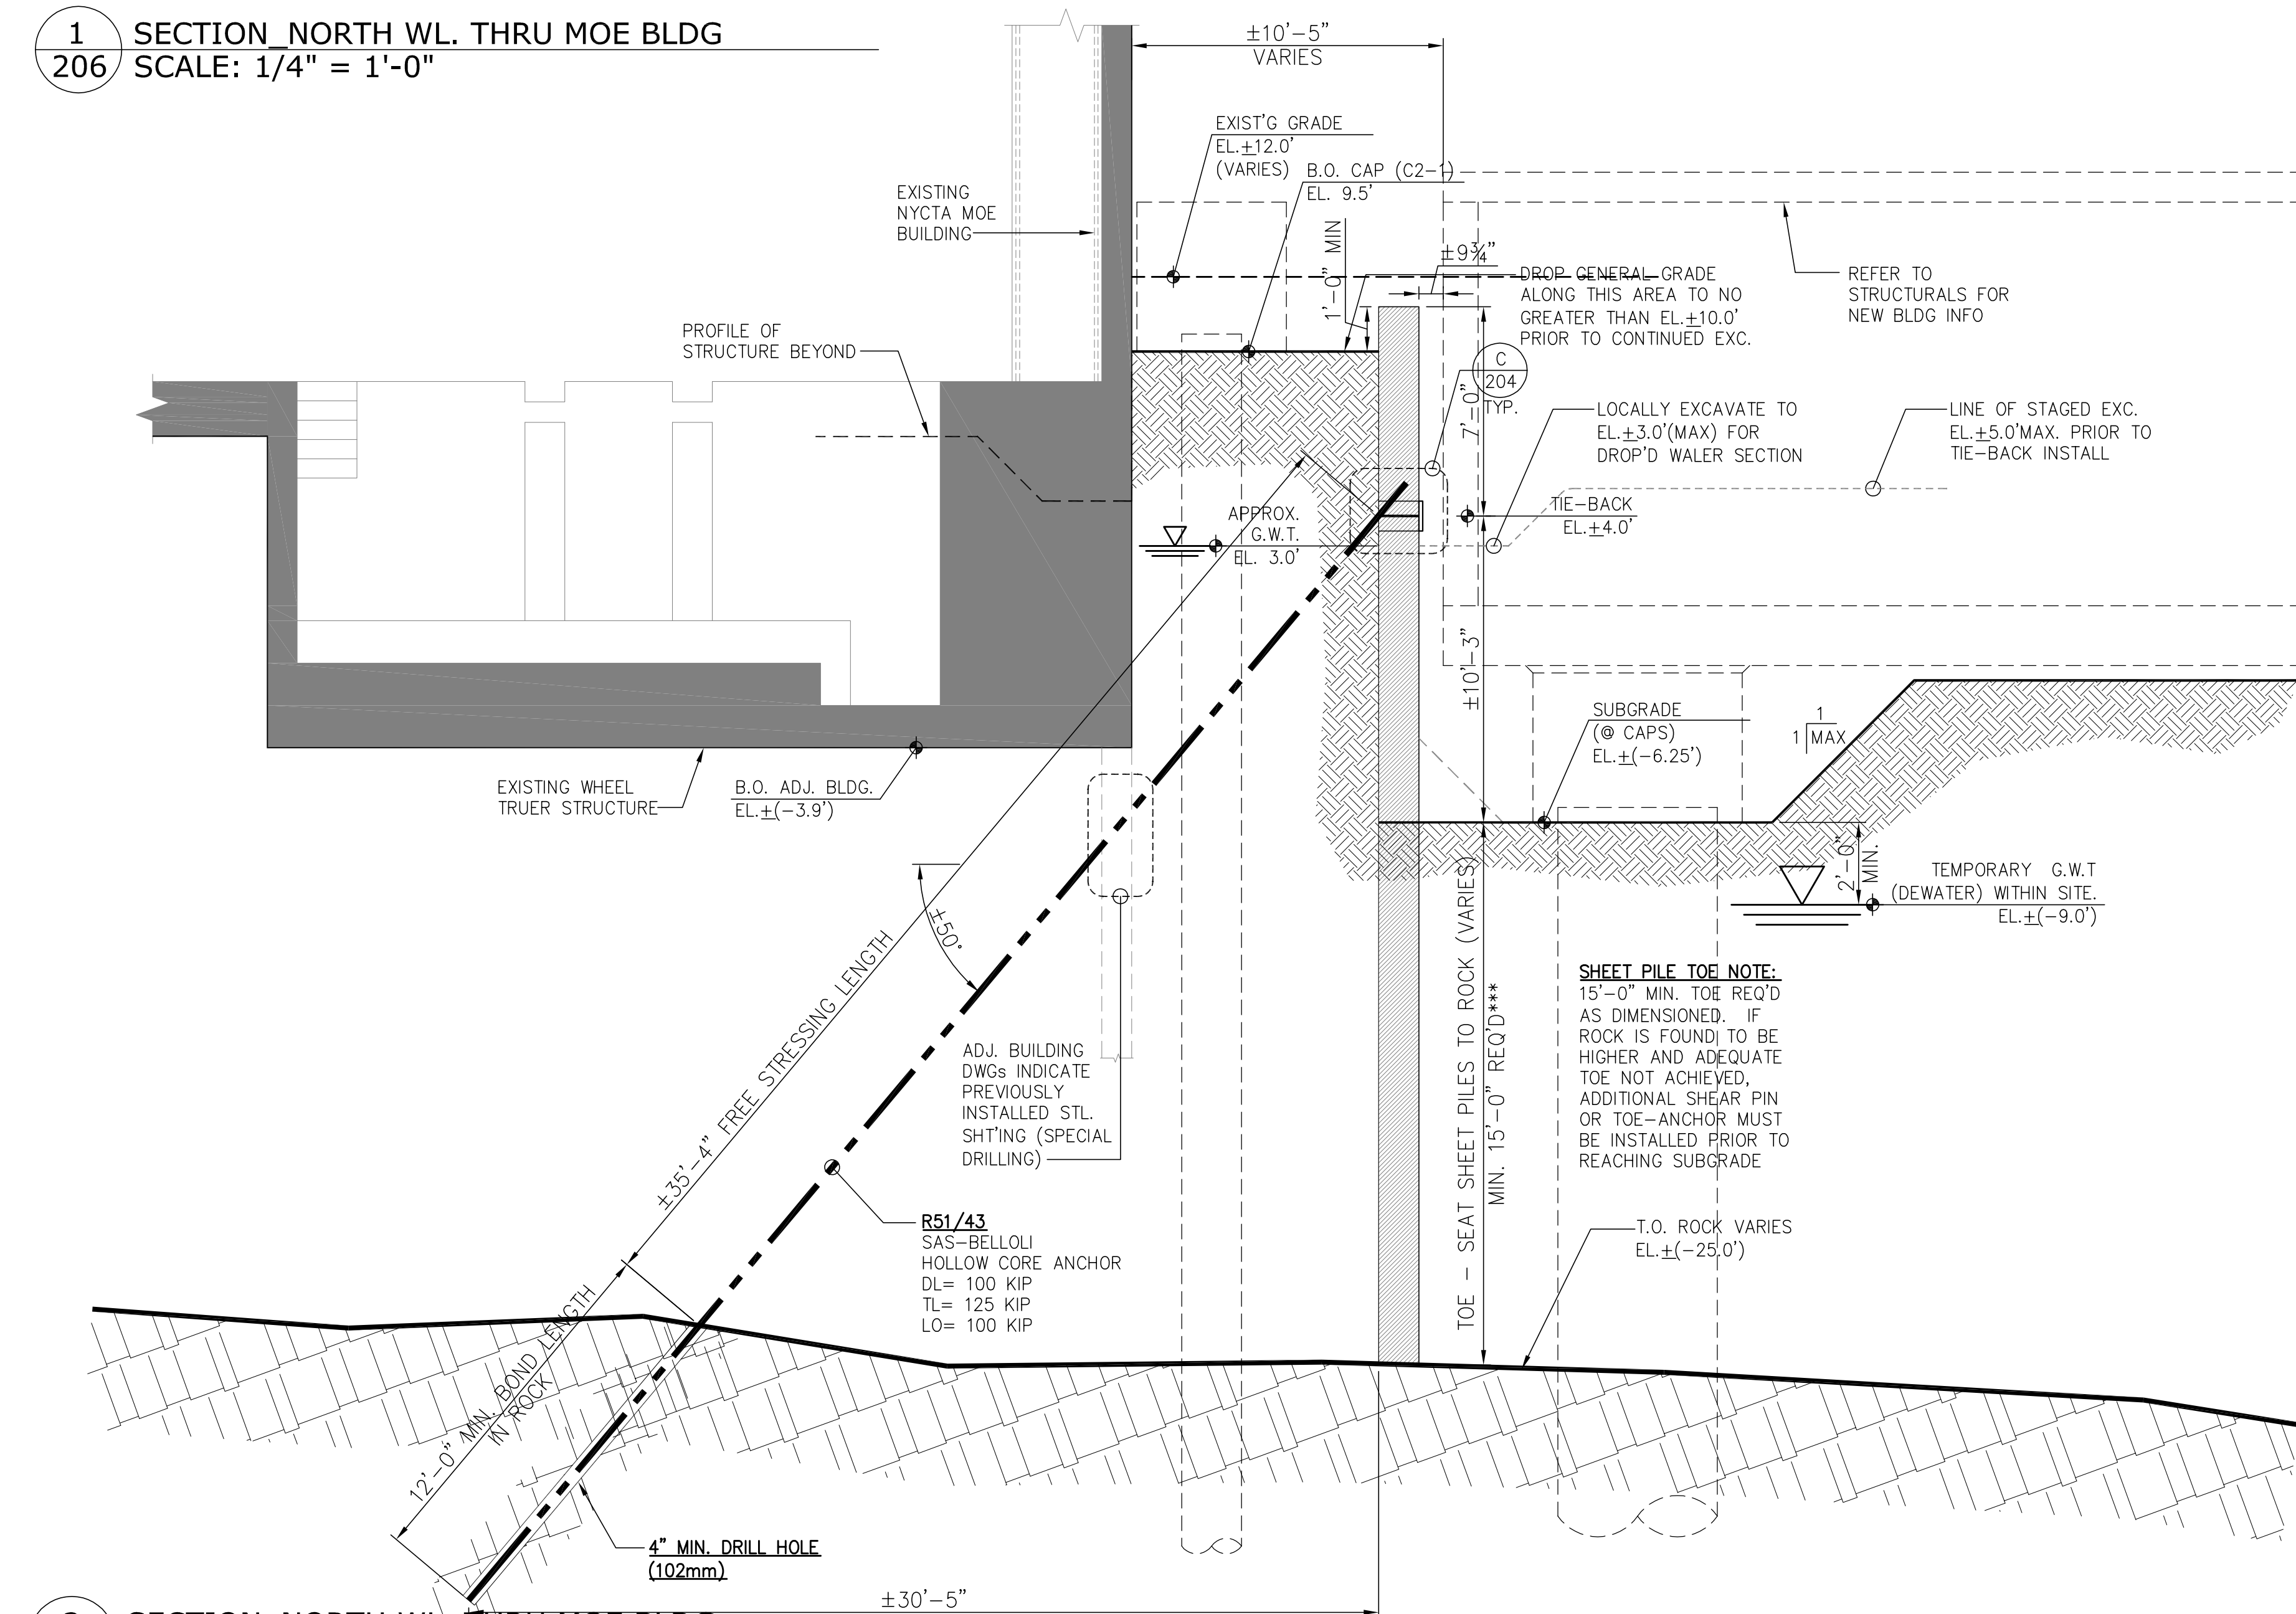 1
206
SECTION_NORTH WL. THRU MOE BLDG
SCALE: 1/4" = 1'-0"
±10'-5"
VARIES
EXIST'G GRADE
EL.±12.0'
(VARIES)
B.O. CAP (C2-1)
EL. 9.5'
EXISTING
NYCTA MOE
BUILDING
1'-0" MIN
±9¾"
DROP GENERAL GRADE
ALONG THIS AREA TO NO
GREATER THAN EL.±10.0'
PRIOR TO CONTINUED EXC.
REFER TO
STRUCTURALS FOR
NEW BLDG INFO
PROFILE OF
STRUCTURE BEYOND
C
204
TYP.
7'-0"
LOCALLY EXCAVATE TO
EL.±3.0'(MAX) FOR
DROP'D WALER SECTION
LINE OF STAGED EXC.
EL.±5.0'MAX. PRIOR TO
TIE-BACK INSTALL
TIE-BACK
EL.±4.0'
APPROX.
G.W.T.
EL. 3.0'
±10'-3"
SUBGRADE
(@ CAPS)
EL.±(-6.25')
1
1 MAX
EXISTING WHEEL
TRUER STRUCTURE
B.O. ADJ. BLDG.
EL.±(-3.9')
2'-0"
MIN.
TEMPORARY G.W.T
(DEWATER) WITHIN SITE.
EL.±(-9.0')
±50°
±35'-4" FREE STRESSING LENGTH
TOE - SEAT SHEET PILES TO ROCK (VARIES)
MIN. 15'-0" REQ'D***
SHEET PILE TOE NOTE:
15'-0" MIN. TOE REQ'D
AS DIMENSIONED. IF
ROCK IS FOUND TO BE
HIGHER AND ADEQUATE
TOE NOT ACHIEVED,
ADDITIONAL SHEAR PIN
OR TOE-ANCHOR MUST
BE INSTALLED PRIOR TO
REACHING SUBGRADE
ADJ. BUILDING
DWGs INDICATE
PREVIOUSLY
INSTALLED STL.
SHT'ING (SPECIAL
DRILLING)
R51/43
SAS-BELLOLI
HOLLOW CORE ANCHOR
DL= 100 KIP
TL= 125 KIP
LO= 100 KIP
T.O. ROCK VARIES
EL.±(-25.0')
12'-0" MIN. BOND LENGTH
IN ROCK
4" MIN. DRILL HOLE
(102mm)
±30'-5"
SECTION_NORTH WL. THRU MOE BLDG